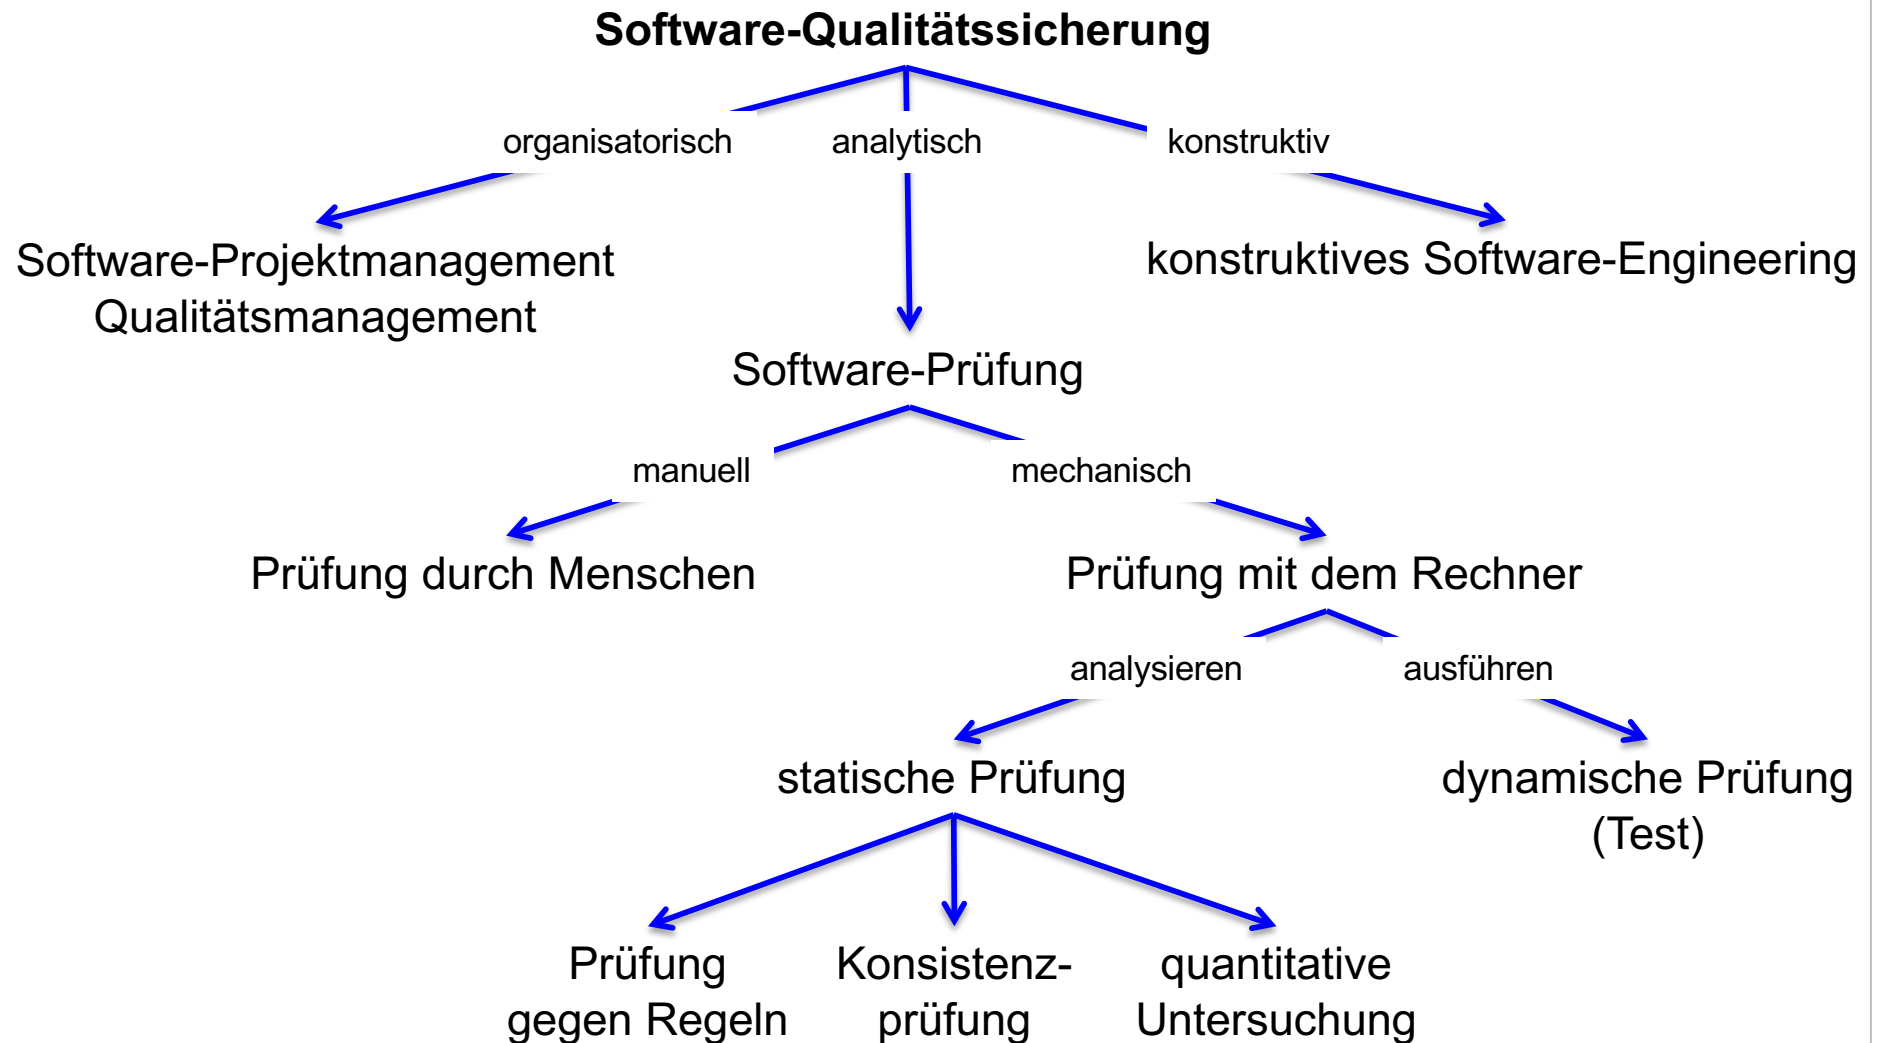 Software-Qualitätssicherung
organisatorisch
analytisch
konstruktiv
Software-Projektmanagement
Qualitätsmanagement
konstruktives Software-Engineering
Software-Prüfung
manuell
mechanisch
Prüfung durch Menschen
Prüfung mit dem Rechner
analysieren
ausführen
statische Prüfung
dynamische Prüfung
(Test)
Prüfung
gegen Regeln
Konsistenz-
prüfung
quantitative
Untersuchung